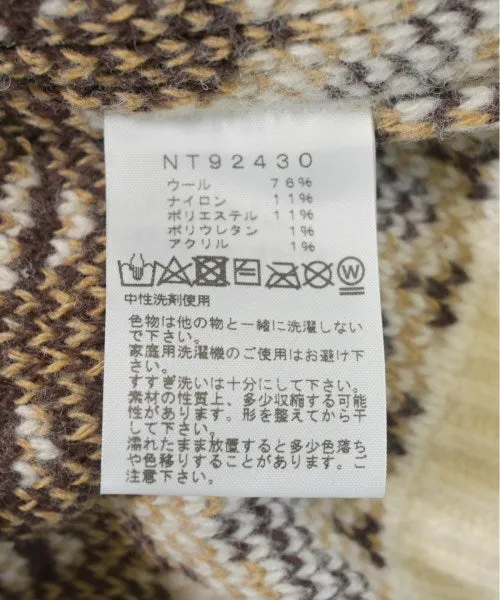 NT92430
ウール 76%
ナイロン 11%
ポリエステル 11%
ポリウレタン 1%
アクリル 1%
W
中性洗剤使用
色物は他の物と一緒に洗濯しない
で下さい。
家庭用洗濯機のご使用はお避け下
さい。
すすぎ洗いは十分にして下さい。
素材の性質上、多少収縮する可能
性があります。形を整えてから干
して下さい。
濡れたまま放置すると多少色落ち
や色移りすることがあります。ご
注意下さい。